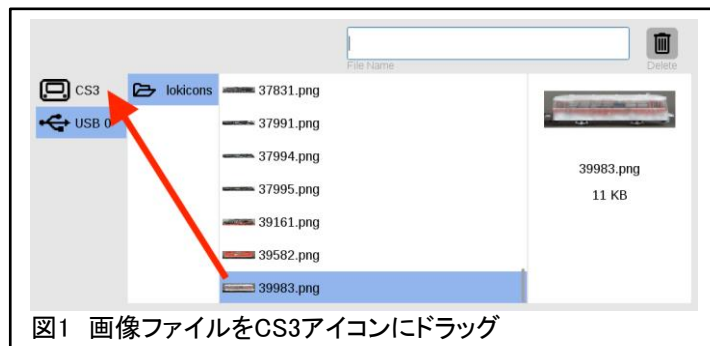 File Name
Delete
CS3
USB 0
lokicons
37831.png
37991.png
37994.png
37995.png
39161.png
39582.png
39983.png
39983.png
11 KB
図1 画像ファイルをCS3アイコンにドラッグ